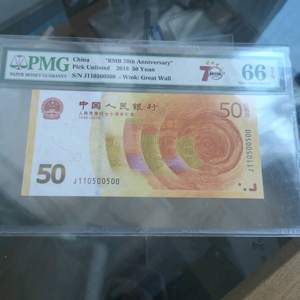 PMG
PAPER MONEY GUARANTY
China "RMB 70th Anniversary"
Pick Unlisted 2018 50 Yuan
S/N J110500500 - Wmk: Great Wall
70
66 EPQ
中国人民银行
50
50
J110500500